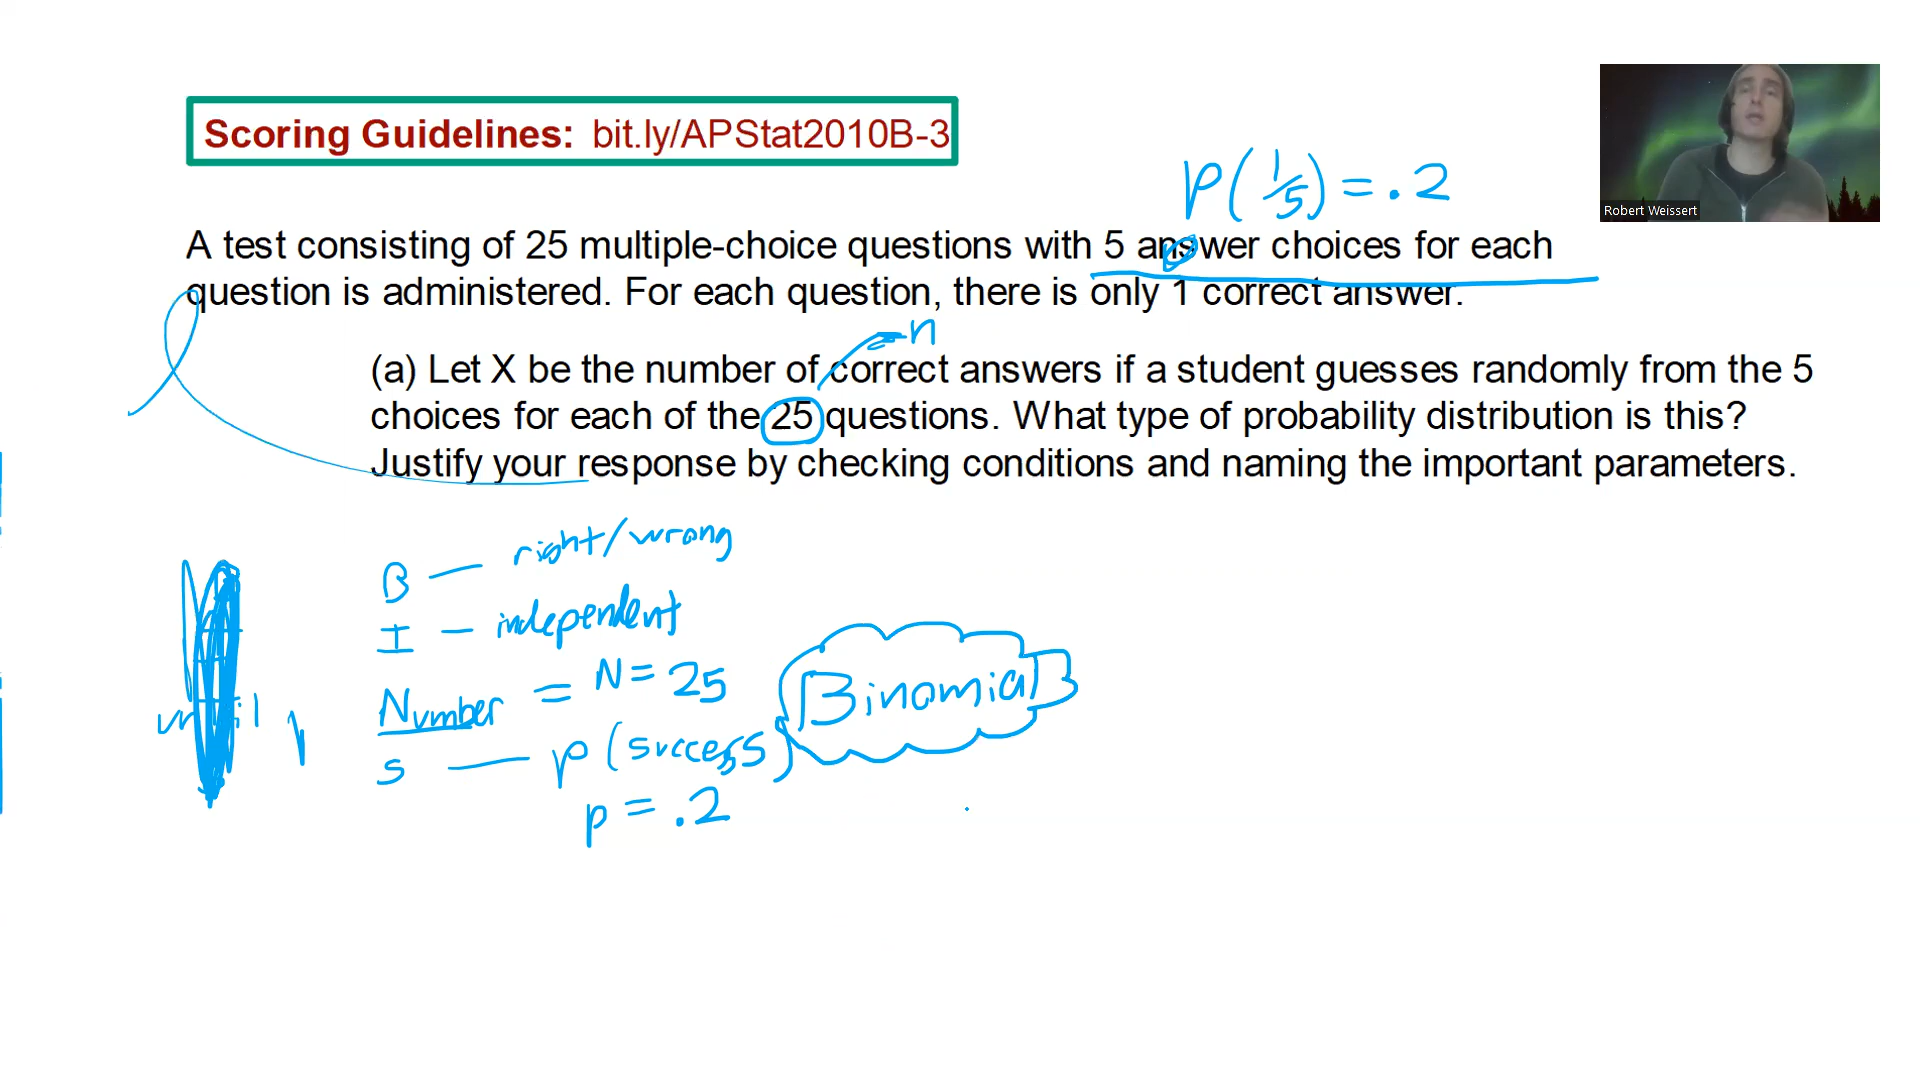 Scoring Guidelines: bit.ly/APStat2010B-3
P(1/5) = .2
Robert Weissert
A test consisting of 25 multiple-choice questions with 5 answer choices for each
question is administered. For each question, there is only 1 correct answer.
n
(a) Let X be the number of correct answers if a student guesses randomly from the 5
choices for each of the 25 questions. What type of probability distribution is this?
Justify your response by checking conditions and naming the important parameters.
B — right/wrong
I — independent
Number = N = 25
Binomial
S — P(success)
p = .2